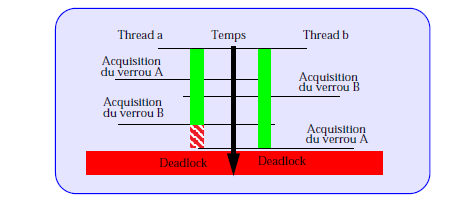 Thread a Temps Thread b
Acquisition
du verrou A
Acquisition
du verrou B
Acquisition
du verrou B
Acquisition
du verrou A
Deadlock Deadlock